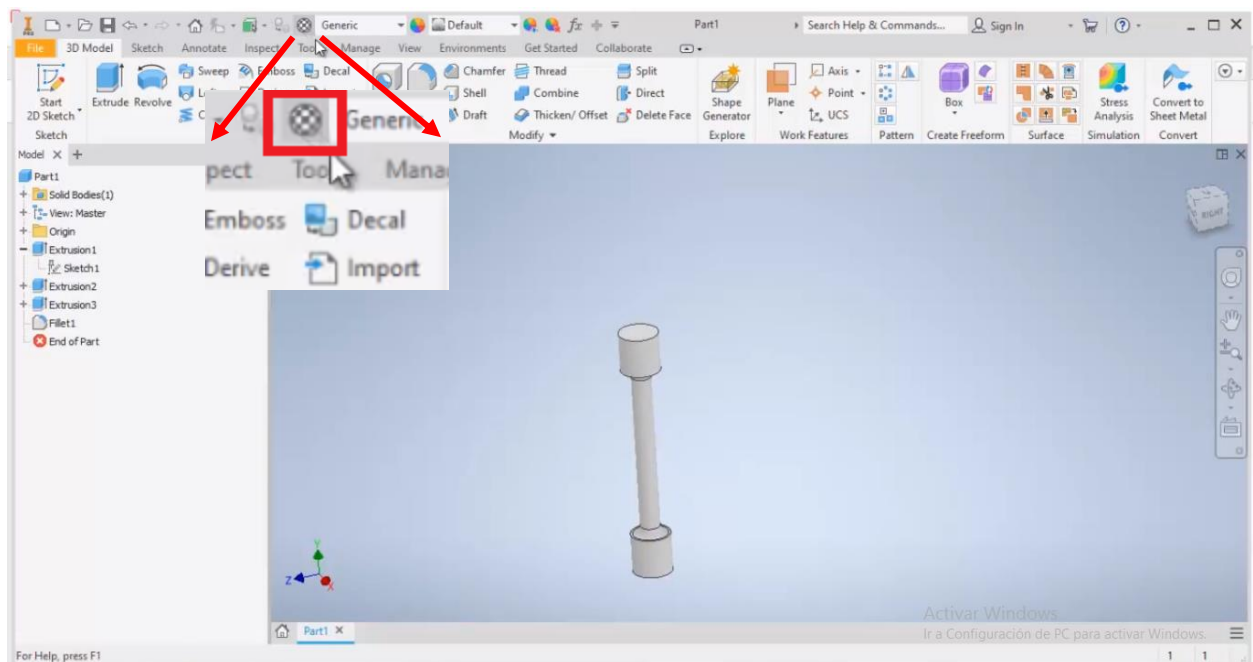 PRO
Generic
Default
fx
Part1
Search Help & Commands...
Sign In
File 3D Model Sketch Annotate Inspect Manage View Environments Get Started Collaborate
Sweep Emboss Decal Chamfer Thread Split Axis
Shell Combine Direct Point
Draft Thicken/ Offset Delete Face UCS
Start 2D Sketch
Extrude Revolve
Shape Generator
Plane
Box
Stress Analysis
Convert to Sheet Metal
Sketch Modify Explore Work Features Pattern Create Freeform Surface Simulation Convert
Generic
Emboss Decal
Derive Import
Model X +
Part1
Solid Bodies(1)
View: Master
Origin
Extrusion1
Sketch1
Extrusion2
Extrusion3
Fillet1
End of Part
RIGHT
Y
Z
X
Part1 X
Activar Windows
Ir a Configuración de PC para activar Windows.
For Help, press F1
1 1